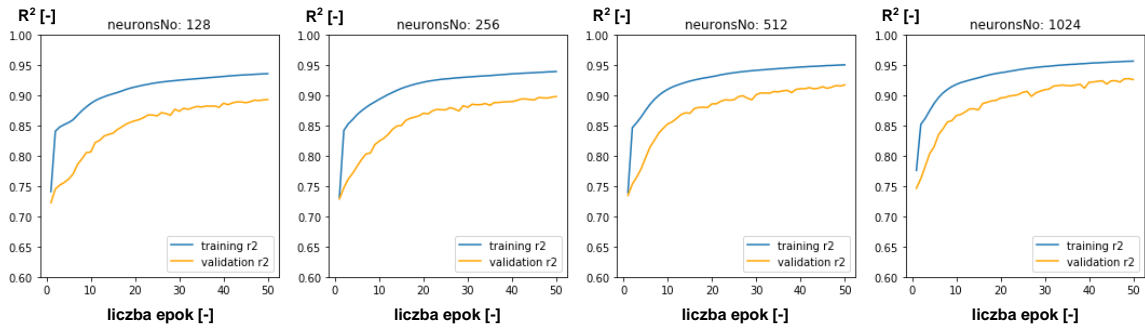 R² [-]
neuronsNo: 128
1.00
0.95
0.90
0.85
0.80
0.75
0.70
0.65
0.60
training r2
validation r2
0 10 20 30 40 50
liczba epok [-]
R² [-]
neuronsNo: 256
1.00
0.95
0.90
0.85
0.80
0.75
0.70
0.65
0.60
training r2
validation r2
0 10 20 30 40 50
liczba epok [-]
R² [-]
neuronsNo: 512
1.00
0.95
0.90
0.85
0.80
0.75
0.70
0.65
0.60
training r2
validation r2
0 10 20 30 40 50
liczba epok [-]
R² [-]
neuronsNo: 1024
1.00
0.95
0.90
0.85
0.80
0.75
0.70
0.65
0.60
training r2
validation r2
0 10 20 30 40 50
liczba epok [-]